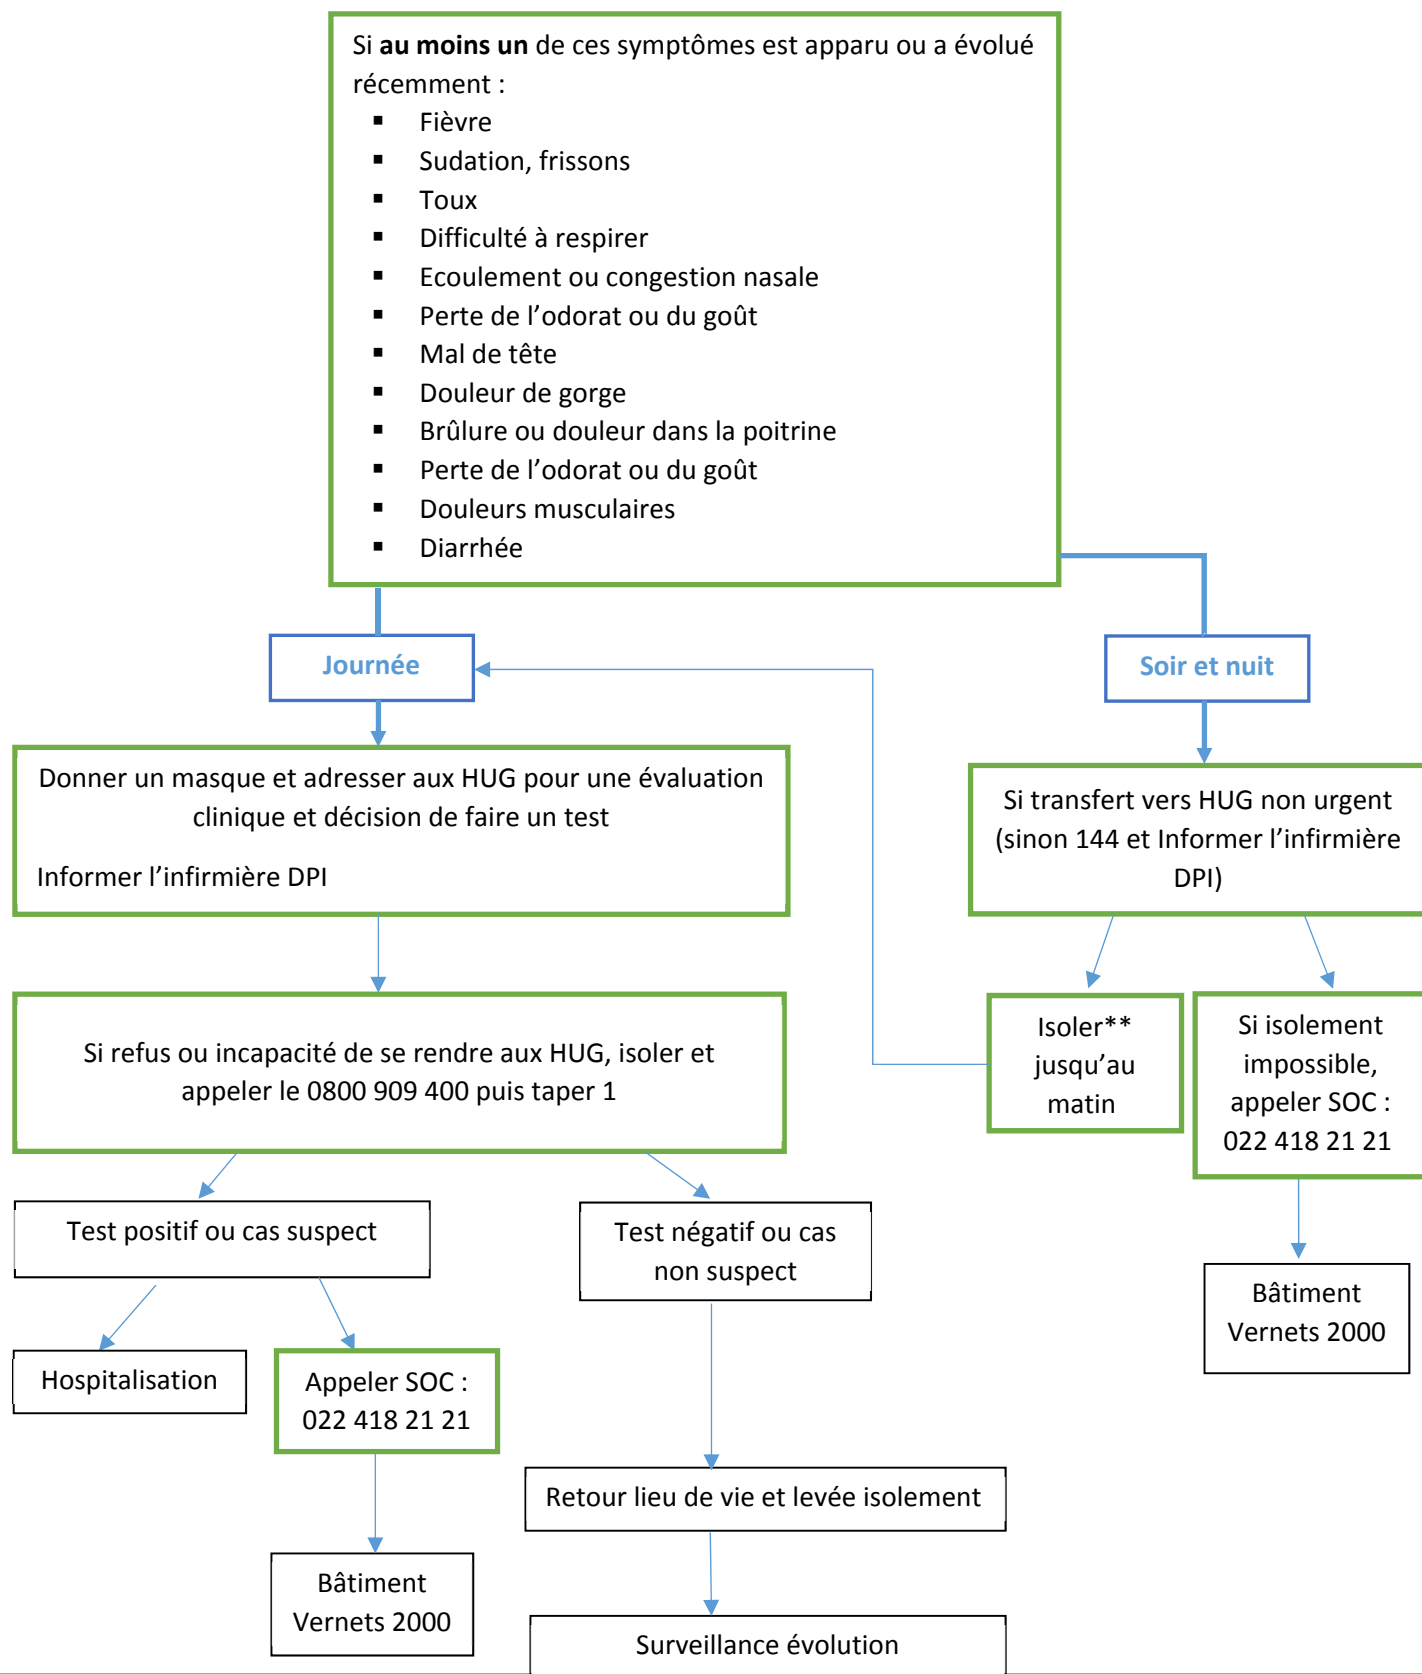 Si au moins un de ces symptômes est apparu ou a évolué
récemment :
▪ Fièvre
▪ Sudation, frissons
▪ Toux
▪ Difficulté à respirer
▪ Ecoulement ou congestion nasale
▪ Perte de l’odorat ou du goût
▪ Mal de tête
▪ Douleur de gorge
▪ Brûlure ou douleur dans la poitrine
▪ Perte de l’odorat ou du goût
▪ Douleurs musculaires
▪ Diarrhée
Journée
Soir et nuit
Donner un masque et adresser aux HUG pour une évaluation
clinique et décision de faire un test
Informer l’infirmière DPI
Si transfert vers HUG non urgent
(sinon 144 et Informer l’infirmière
DPI)
Si refus ou incapacité de se rendre aux HUG, isoler et
appeler le 0800 909 400 puis taper 1
Isoler**
jusqu’au
matin
Si isolement
impossible,
appeler SOC :
022 418 21 21
Test positif ou cas suspect
Test négatif ou cas
non suspect
Bâtiment
Vernets 2000
Hospitalisation
Appeler SOC :
022 418 21 21
Retour lieu de vie et levée isolement
Bâtiment
Vernets 2000
Surveillance évolution